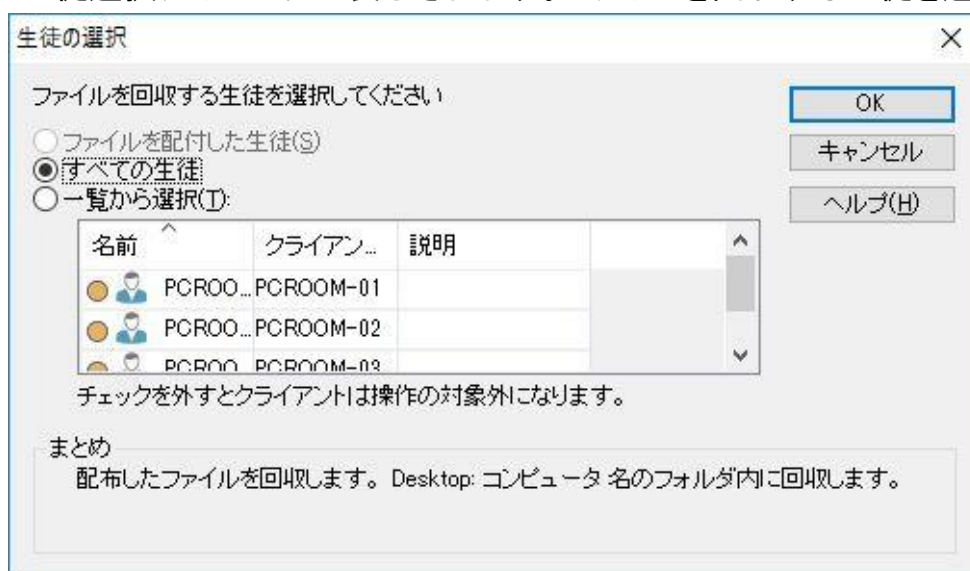 生徒の選択
ファイルを回収する生徒を選択してください
OK
ファイルを配付した生徒(S)
キャンセル
すべての生徒
一覧から選択(T):
ヘルプ(H)
名前 クライアン... 説明
PCROO... PCROOM-01
PCROO... PCROOM-02
PCROO PCROOM-03
チェックを外すとクライアントは操作の対象外になります。
まとめ
配布したファイルを回収します。 Desktop: コンピュータ 名のフォルダ内に回収します。